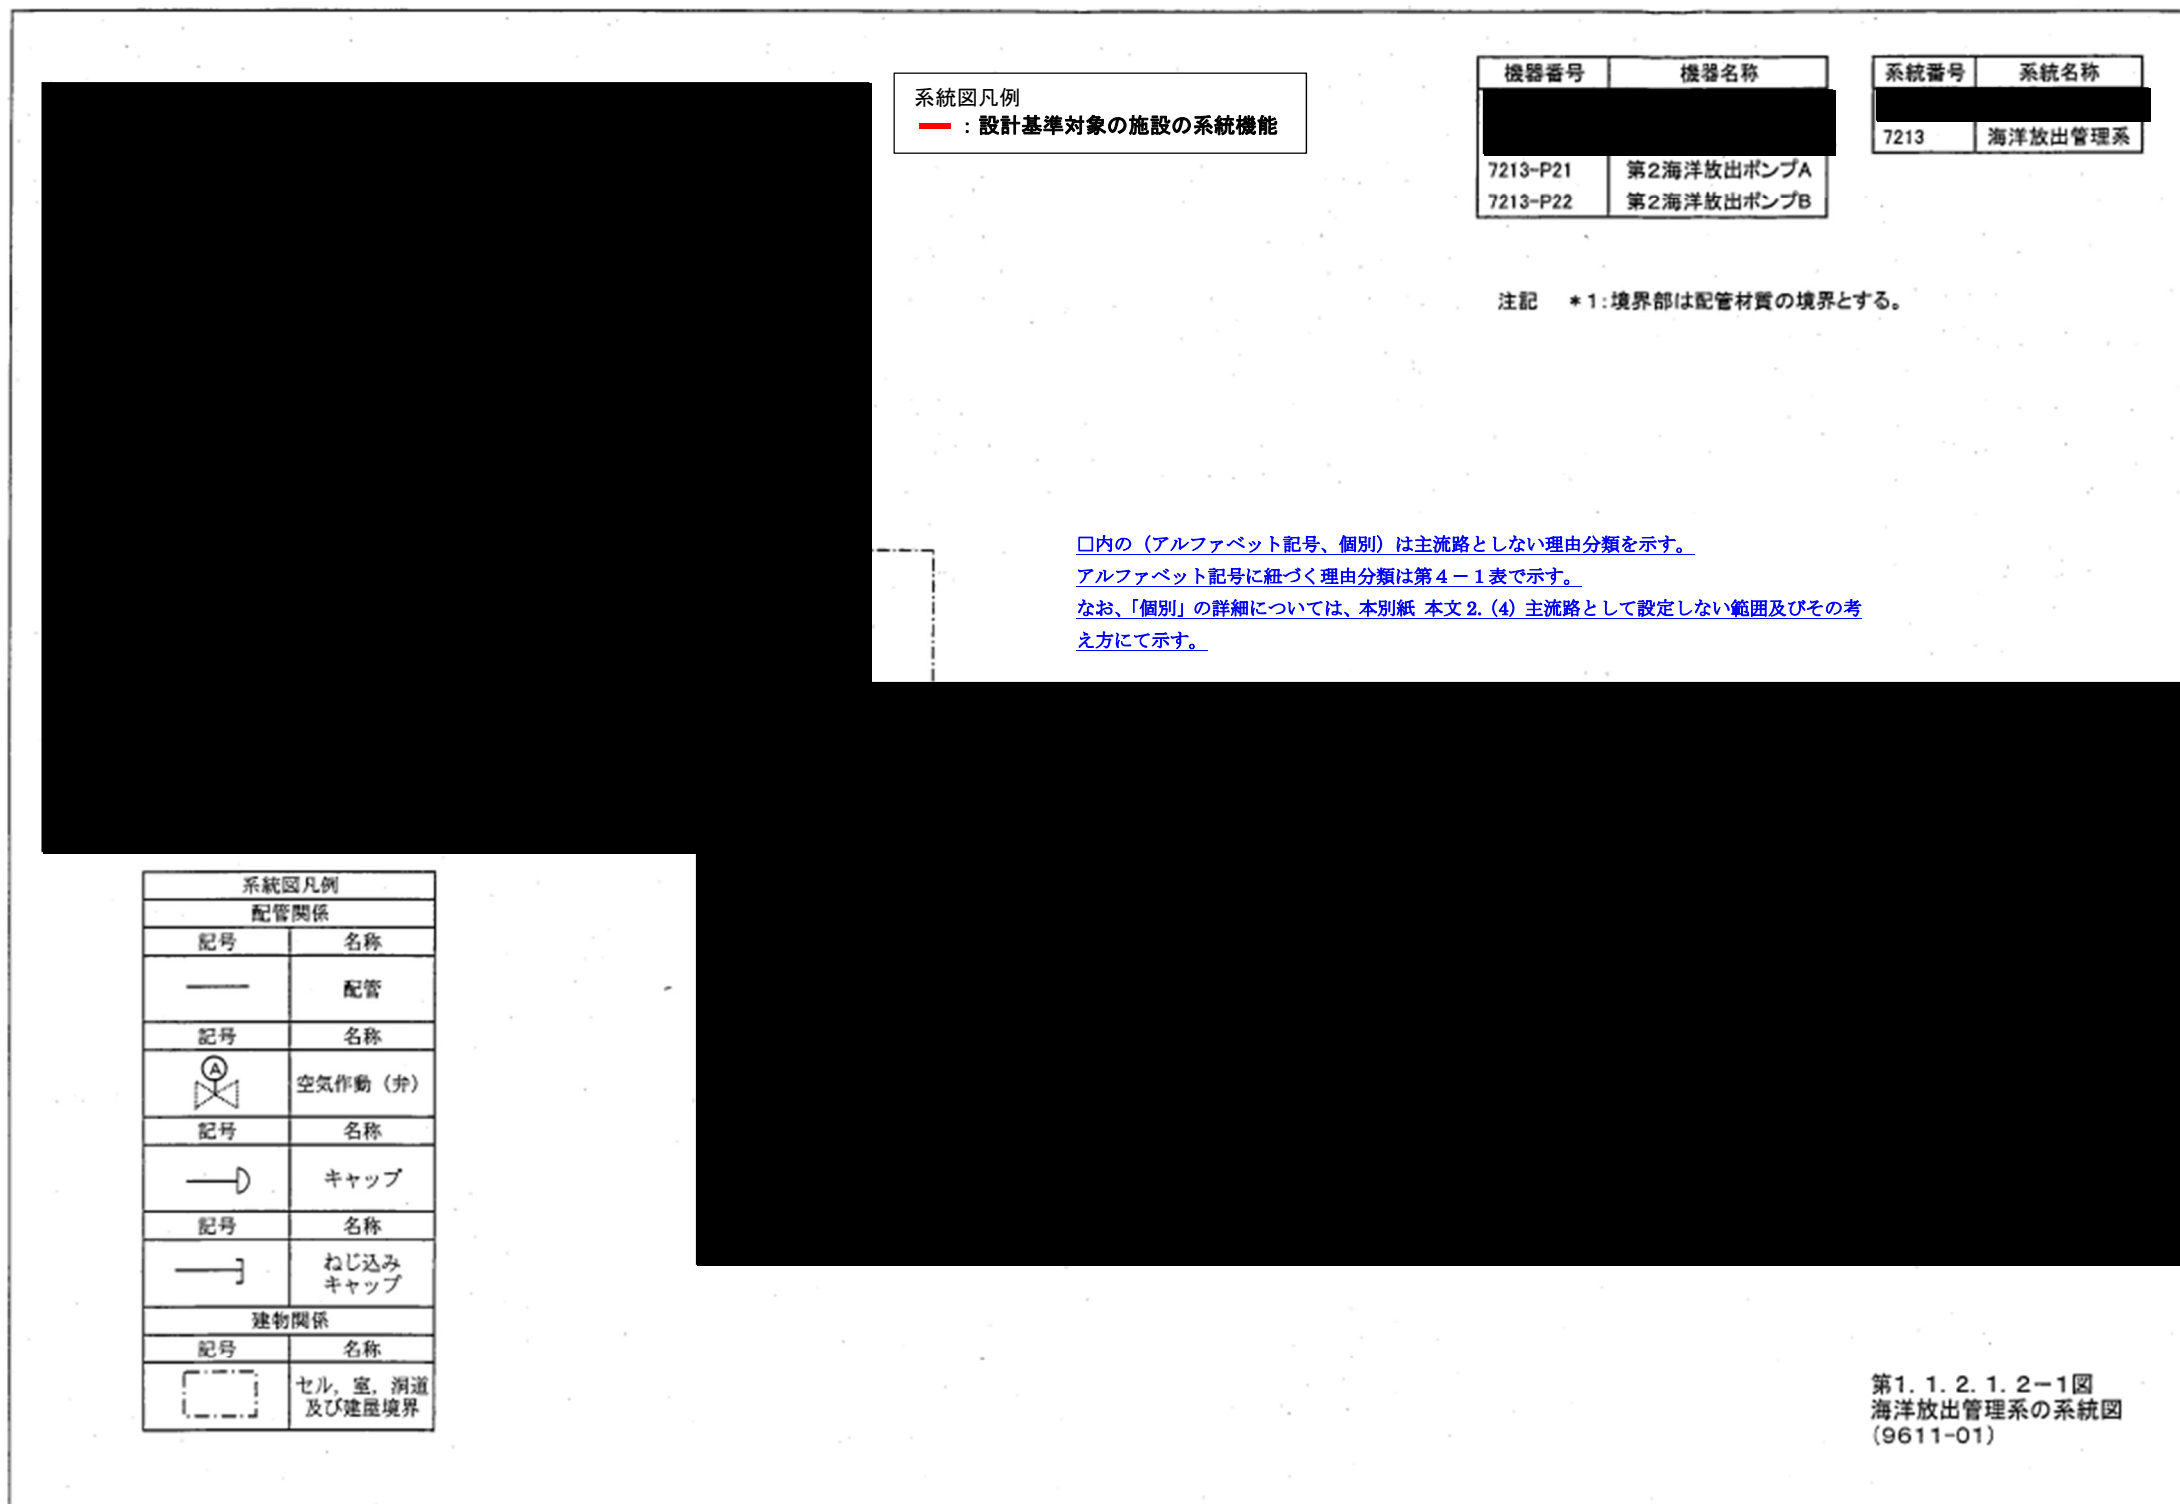 系統図凡例
：設計基準対象の施設の系統機能
機器番号 機器名称
7213-P21 第2海洋放出ポンプA
7213-P22 第2海洋放出ポンプB
系統番号 系統名称
7213 海洋放出管理系
注記 ＊1:境界部は配管材質の境界とする。
□内の（アルファベット記号、個別）は主流路としない理由分類を示す。
アルファベット記号に紐づく理由分類は第４－１表で示す。
なお、「個別」の詳細については、本別紙 本文 2.（4）主流路として設定しない範囲及びその考
え方にて示す。
系統図凡例
配管関係
記号 名称
配管
記号 名称
A 空気作動（弁）
記号 名称
キャップ
記号 名称
ねじ込み
キャップ
建物関係
記号 名称
セル，室，洞道
及び建屋境界
第1．1．2．1．2－1図
海洋放出管理系の系統図
(9611-01)